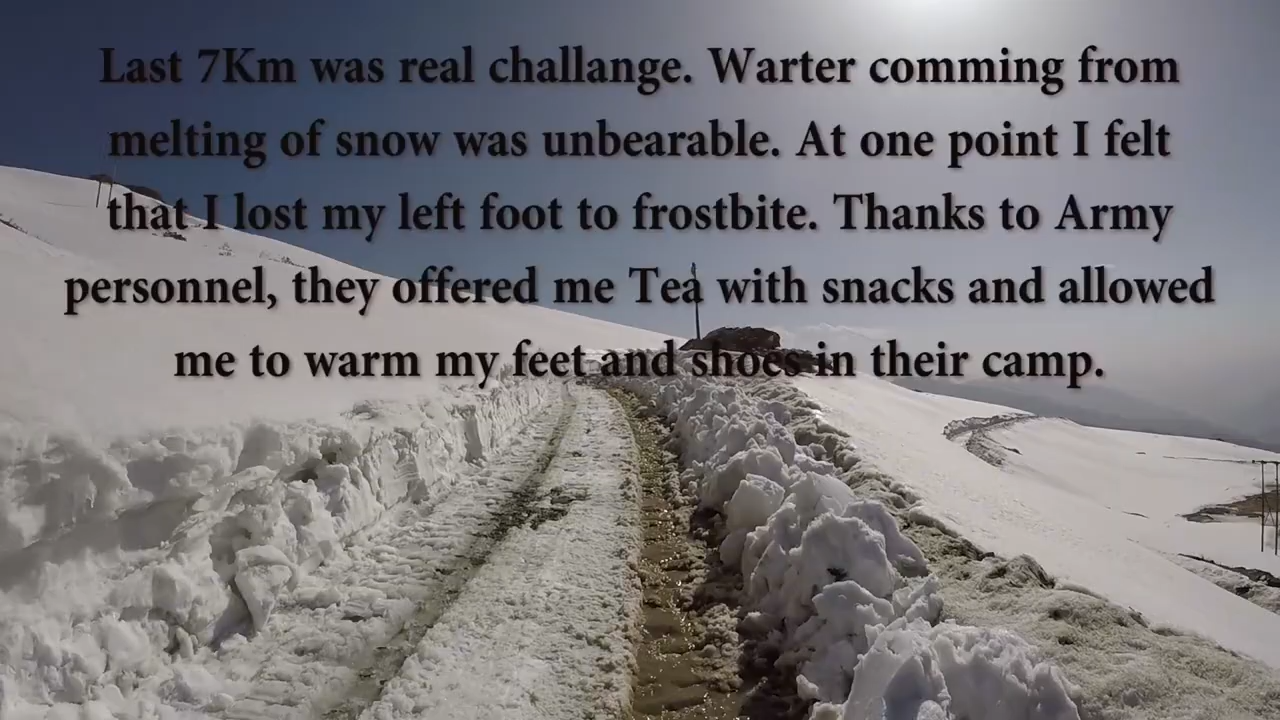 Last 7Km was real challange. Warter comming from
melting of snow was unbearable. At one point I felt
that I lost my left foot to frostbite. Thanks to Army
personnel, they offered me Tea with snacks and allowed
me to warm my feet and shoes in their camp.